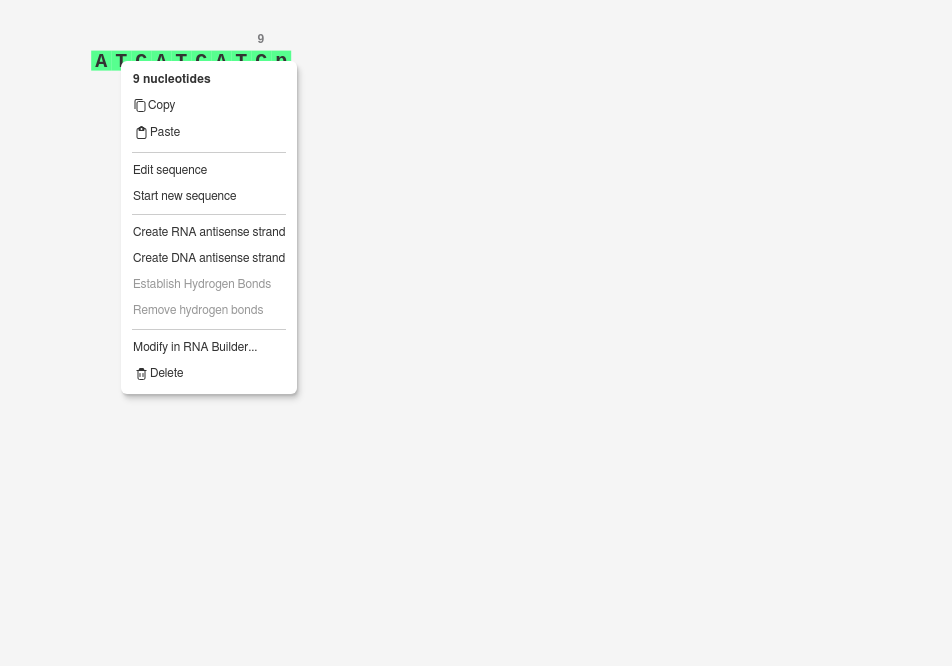 9
A T C A T C A T C p
9 nucleotides
Copy
Paste
Edit sequence
Start new sequence
Create RNA antisense strand
Create DNA antisense strand
Establish Hydrogen Bonds
Remove hydrogen bonds
Modify in RNA Builder...
Delete